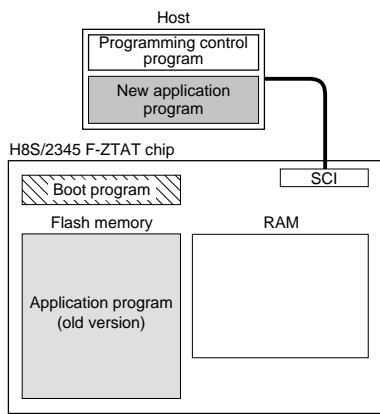 Host
Programming control
program
New application
program
H8S/2345 F-ZTAT chip
SCI
Boot program
Flash memory
RAM
Application program
(old version)